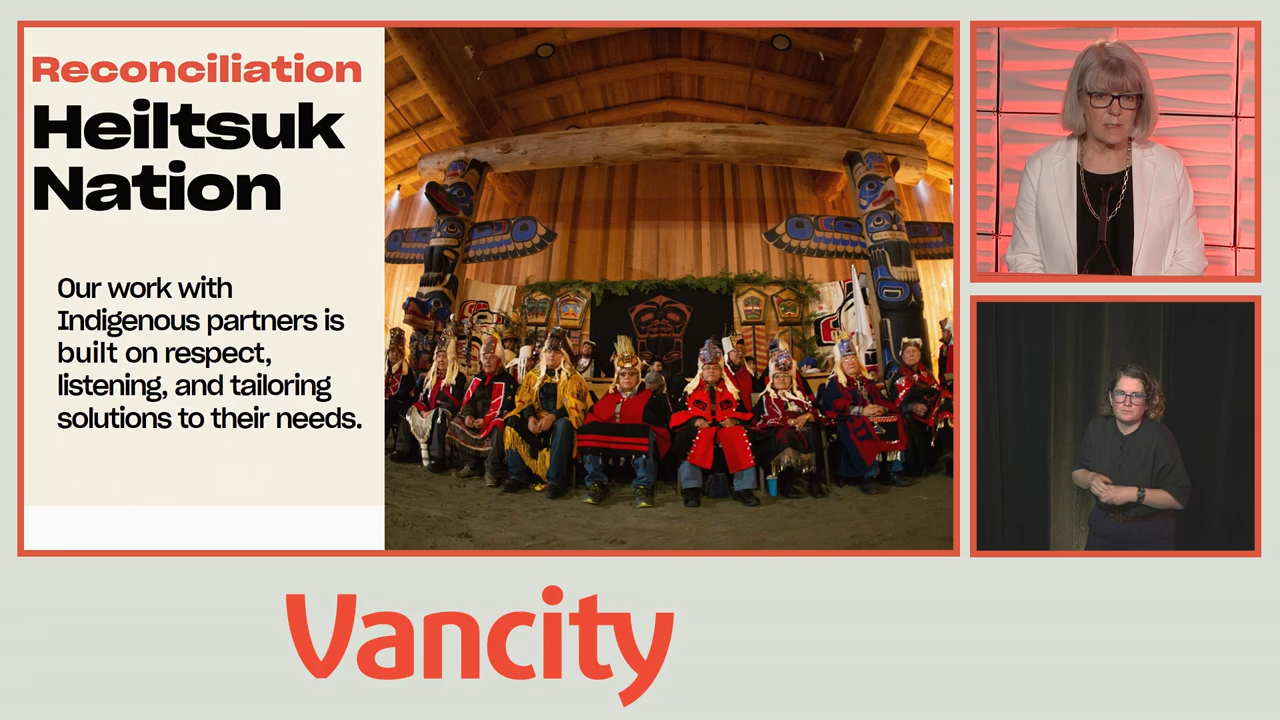 Reconciliation
Heiltsuk
Nation
Our work with
Indigenous partners is
built on respect,
listening, and tailoring
solutions to their needs.
Vancity